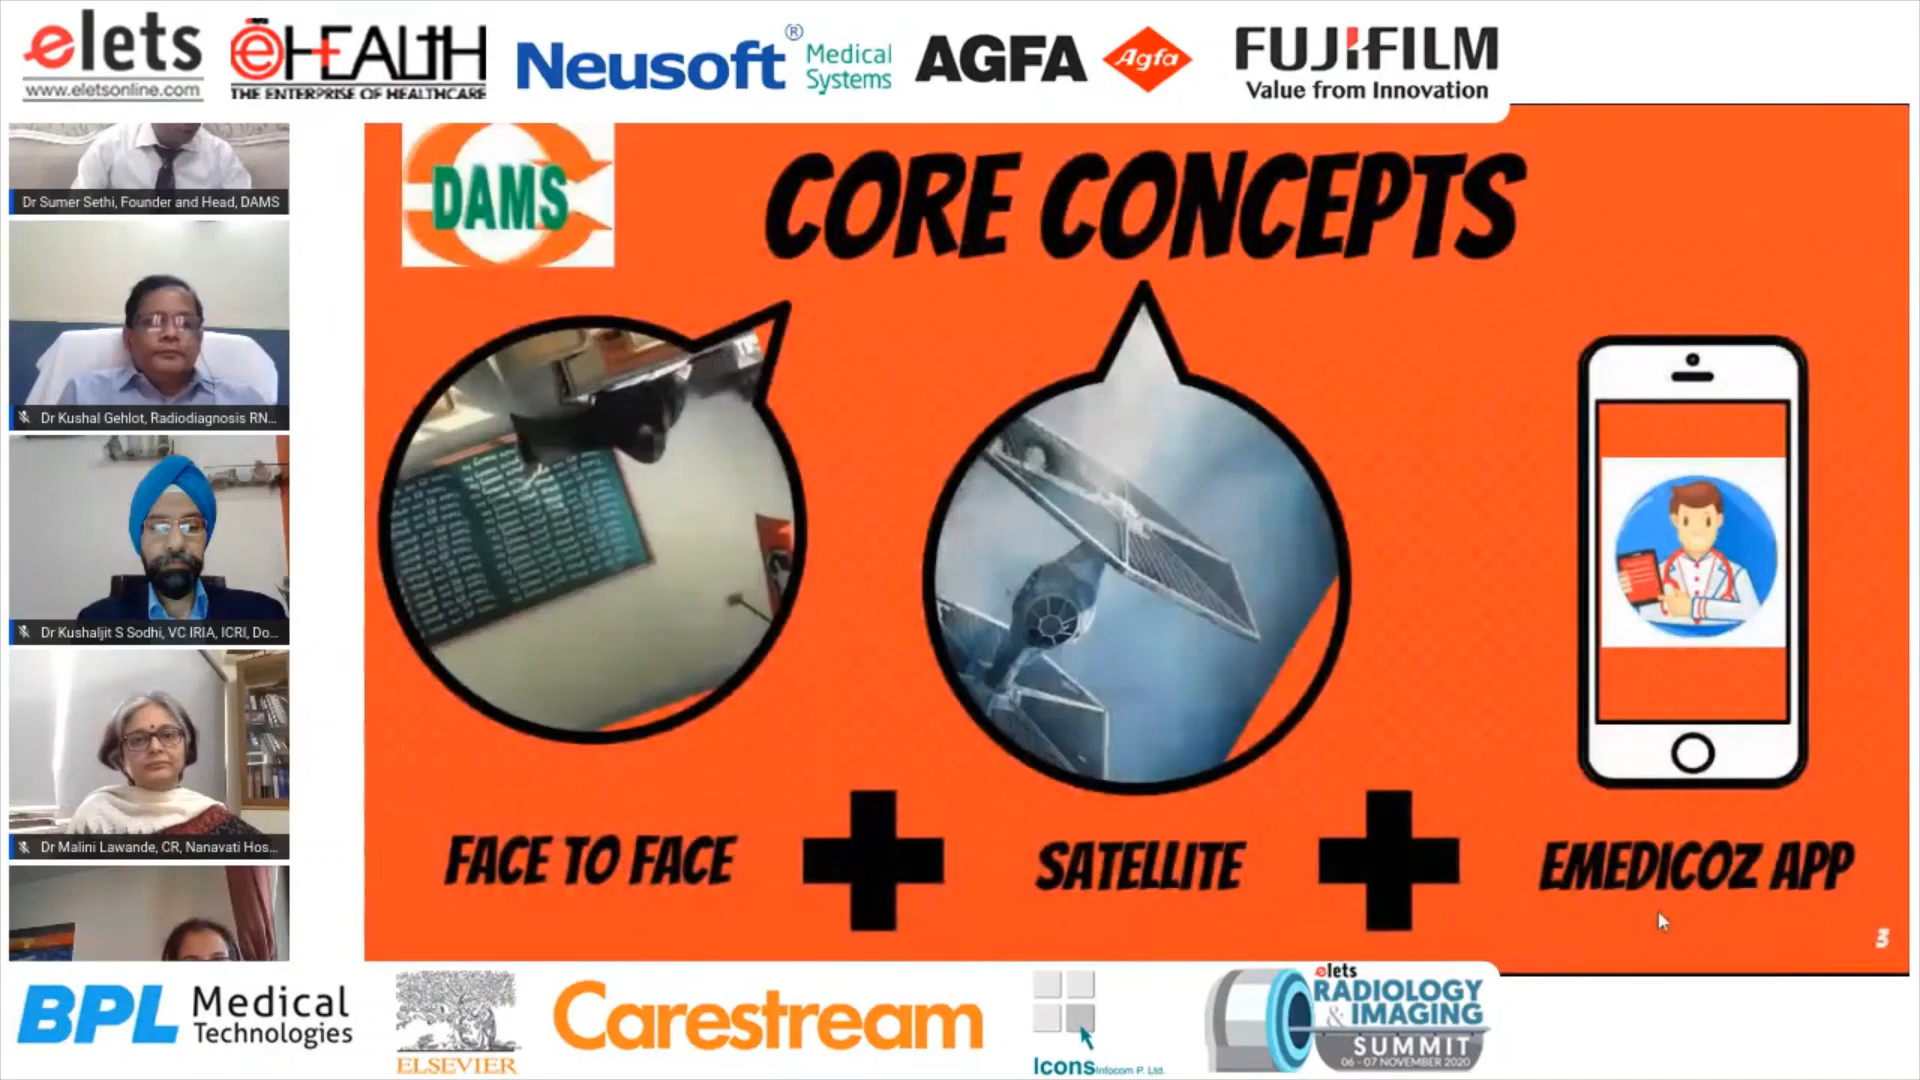 elets
www.eletsonline.com
eHEALTH
THE ENTERPRISE OF HEALTHCARE
Neusoft®
Medical
Systems
AGFA
Agfa
FUJIFILM
Value from Innovation
Dr Sumer Sethi, Founder and Head, DAMS
Dr Kushal Gehlot, Radiodiagnosis RN...
Dr Kushaljit S Sodhi, VC IRIA, ICRI, Do...
Dr Malini Lawande, CR, Nanavati Hos...
DAMS
CORE CONCEPTS
FACE TO FACE
SATELLITE
EMEDICOZ APP
3
BPL Medical
Technologies
ELSEVIER
Carestream
Icons Infocom P. Ltd.
elets
RADIOLOGY
& IMAGING
SUMMIT
06 - 07 NOVEMBER 2020